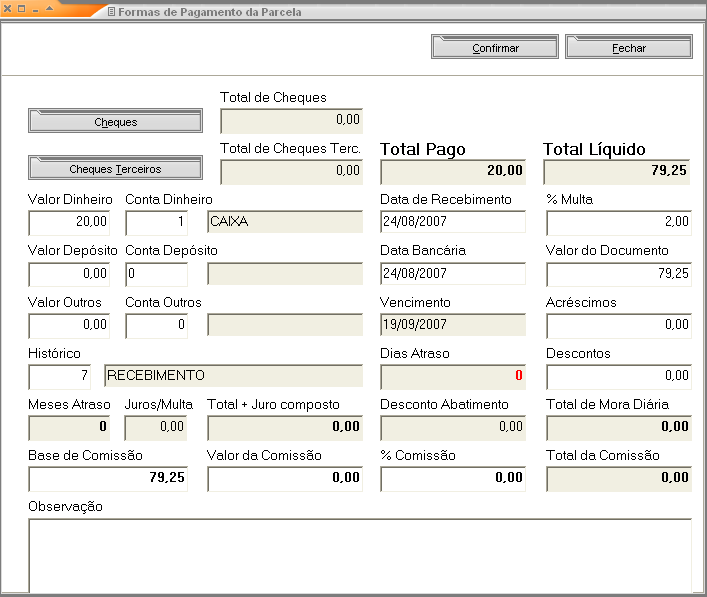 Formas de Pagamento da Parcela
Confirmar Fechar
Total de Cheques
Cheques 0,00
Total de Cheques Terc. Total Pago Total Líquido
Cheques Terceiros 0,00 20,00 79,25
Valor Dinheiro Conta Dinheiro Data de Recebimento % Multa
20,00 1 CAIXA 24/08/2007 2,00
Valor Depósito Conta Depósito Data Bancária Valor do Documento
0,00 0 24/08/2007 79,25
Valor Outros Conta Outros Vencimento Acréscimos
0,00 0 19/09/2007 0,00
Histórico Dias Atraso Descontos
7 RECEBIMENTO 0 0,00
Meses Atraso Juros/Multa Total + Juro composto Desconto Abatimento Total de Mora Diária
0 0,00 0,00 0,00 0,00
Base de Comissão Valor da Comissão % Comissão Total da Comissão
79,25 0,00 0,00 0,00
Observação